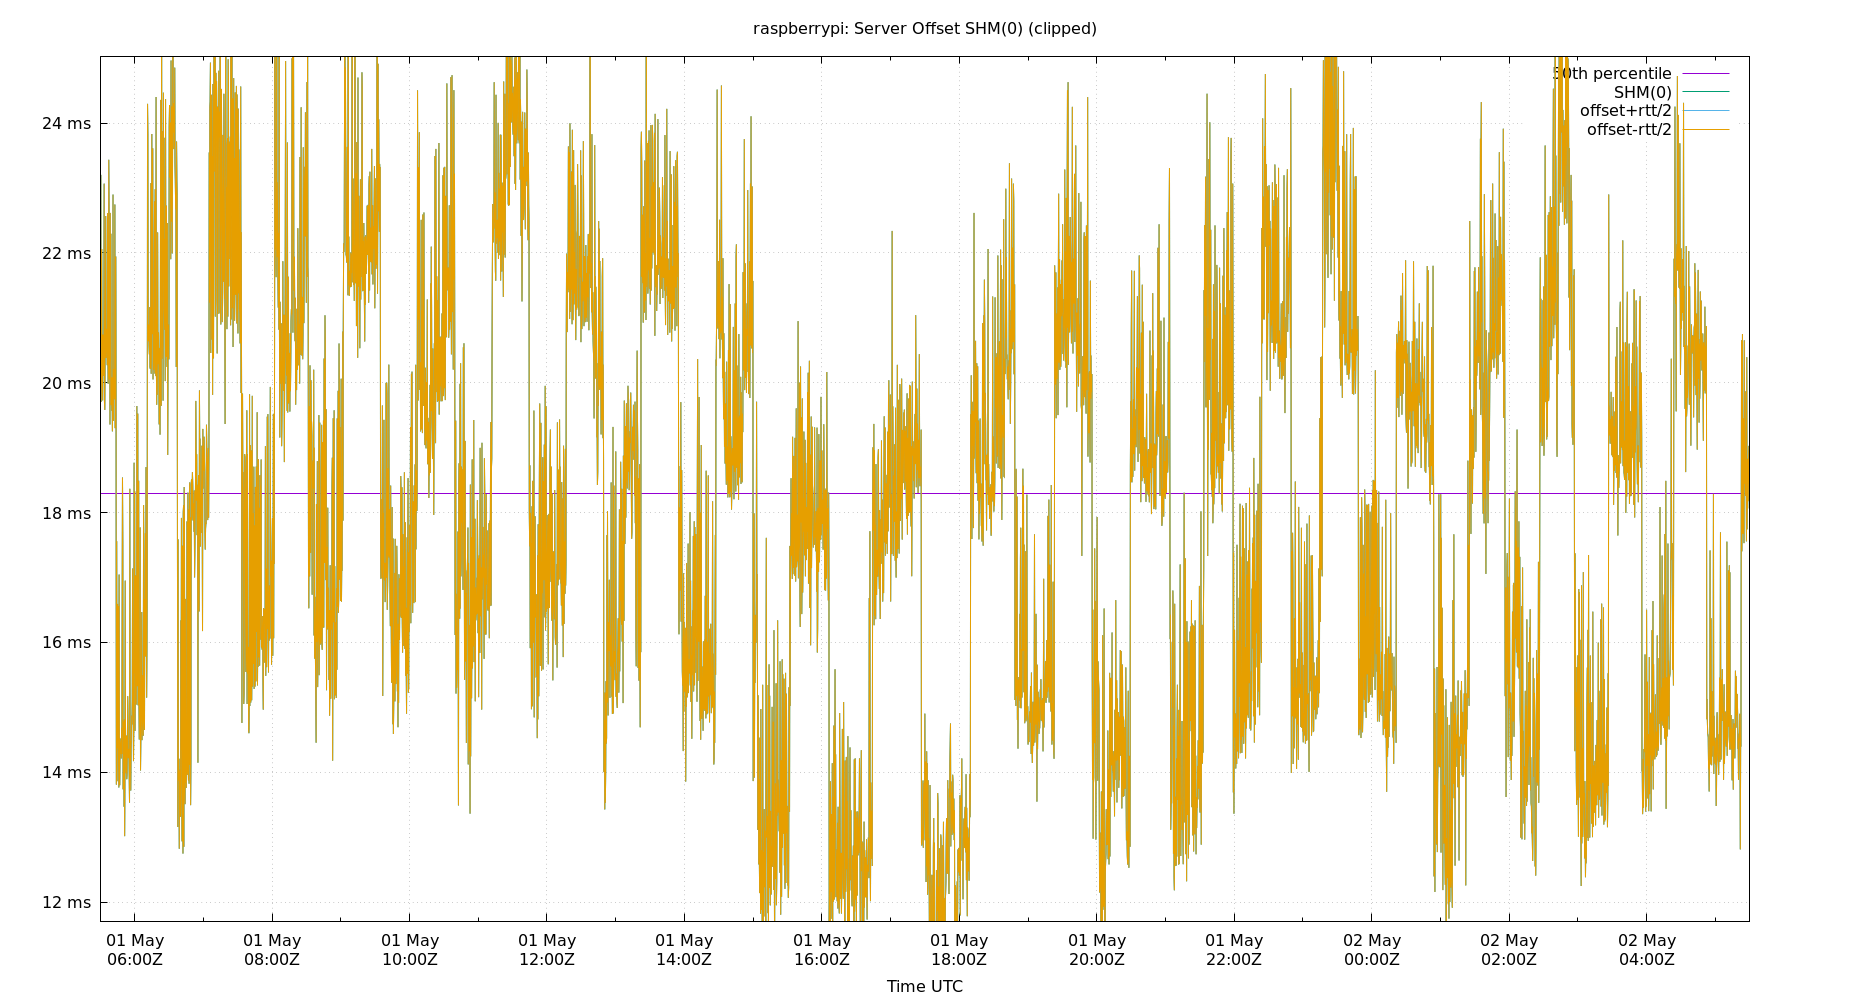 raspberrypi: Server Offset SHM(0) (clipped)
50th percentile
SHM(0)
offset+rtt/2
offset-rtt/2
24 ms
22 ms
20 ms
18 ms
16 ms
14 ms
12 ms
01 May 01 May 01 May 01 May 01 May 01 May 01 May 01 May 01 May 02 May 02 May 02 May
06:00Z 08:00Z 10:00Z 12:00Z 14:00Z 16:00Z 18:00Z 20:00Z 22:00Z 00:00Z 02:00Z 04:00Z
Time UTC